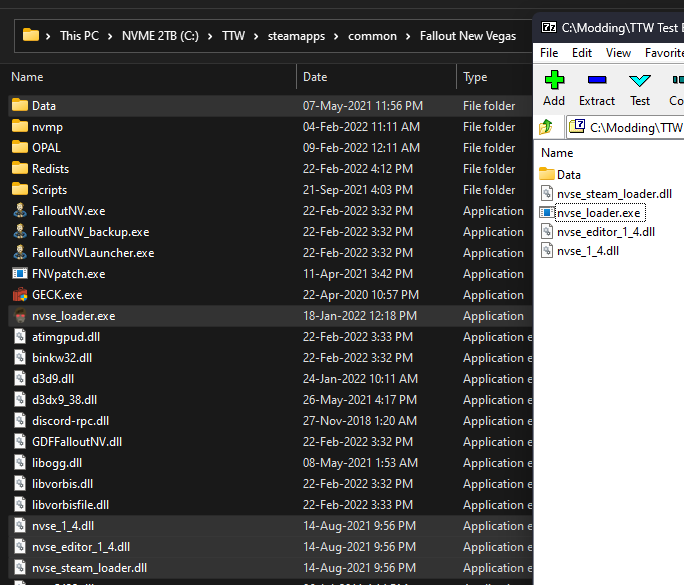 This PC > NVME 2TB (C:) > TTW > steamapps > common > Fallout New Vegas
Name Date Type
Data 07-May-2021 11:56 PM File folder
nvmp 04-Feb-2022 11:11 AM File folder
OPAL 09-Feb-2022 12:11 AM File folder
Redists 22-Feb-2022 4:12 PM File folder
Scripts 21-Sep-2021 4:03 PM File folder
FalloutNV.exe 22-Feb-2022 3:32 PM Application
FalloutNV_backup.exe 22-Feb-2022 3:32 PM Application
FalloutNVLauncher.exe 22-Feb-2022 3:32 PM Application
FNVpatch.exe 11-Apr-2021 3:42 PM Application
GECK.exe 22-Apr-2020 10:57 PM Application
nvse_loader.exe 18-Jan-2022 12:18 PM Application
atimgpud.dll 22-Feb-2022 3:33 PM Application e
binkw32.dll 22-Feb-2022 3:32 PM Application e
d3d9.dll 24-Jan-2022 10:11 AM Application e
d3dx9_38.dll 26-May-2021 4:17 PM Application e
discord-rpc.dll 27-Nov-2018 1:20 AM Application e
GDFFalloutNV.dll 22-Feb-2022 3:32 PM Application e
libogg.dll 08-May-2021 1:53 AM Application e
libvorbis.dll 22-Feb-2022 3:32 PM Application e
libvorbisfile.dll 22-Feb-2022 3:33 PM Application e
nvse_1_4.dll 14-Aug-2021 9:56 PM Application e
nvse_editor_1_4.dll 14-Aug-2021 9:56 PM Application e
nvse_steam_loader.dll 14-Aug-2021 9:56 PM Application e
C:\Modding\TTW Test
File Edit View Favorite
Add Extract Test Co
C:\Modding\TTW
Name
Data
nvse_steam_loader.dll
nvse_loader.exe
nvse_editor_1_4.dll
nvse_1_4.dll